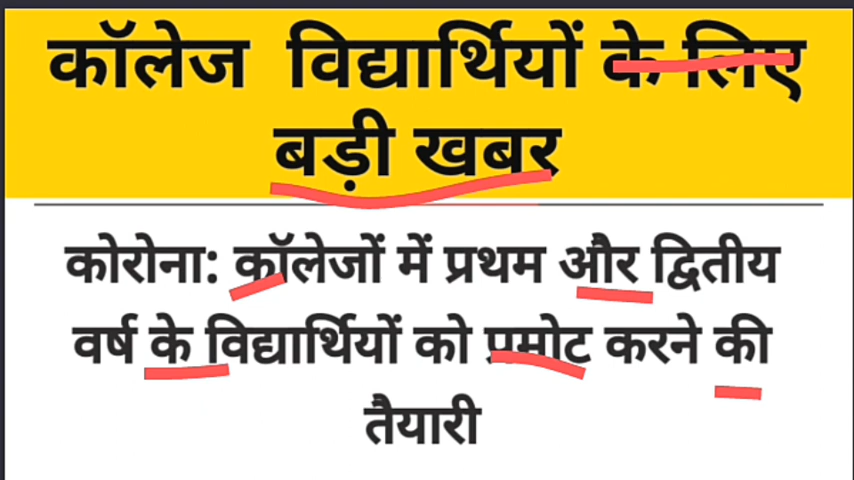 कॉलेज विद्यार्थियों के लिए
बड़ी खबर
कोरोना: कॉलेजों में प्रथम और द्वितीय
वर्ष के विद्यार्थियों को प्रमोट करने की
तैयारी